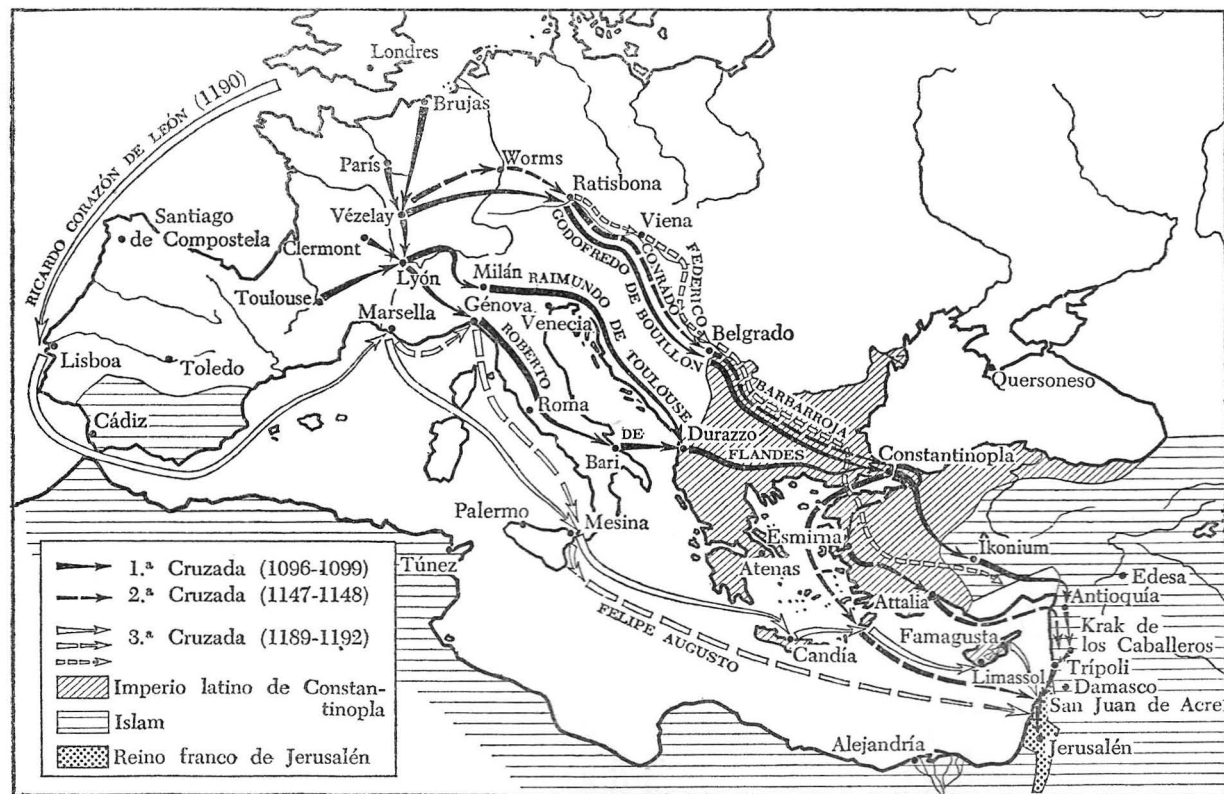 Londres
Brujas
RICARDO CORAZÓN DE LEÓN (1190)
París
Worms
Ratisbona
Viena
Vézelay
Santiago
de Compostela
Clermont
Lyón
Milán
GODOFREDO DE BOUILLÓN
CONRADO
FEDERICO
BARBARROJA
RAIMUNDO DE TOULOUSE
Toulouse
Génova
Marsella
Venecia
Belgrado
Lisboa
Toledo
Quersoneso
ROBERTO DE FLANDES
Roma
Cádiz
Bari
Durazzo
Constantinopla
Palermo
Mesina
Esmirna
Îkonium
Túnez
Atenas
Edesa
Attalia
Antioquía
FELIPE AUGUSTO
Famagusta
Krak de
los Caballeros
Candía
Limassol
Trípoli
Damasco
San Juan de Acre
Alejandría
Jerusalén
1.ª Cruzada (1096-1099)
2.ª Cruzada (1147-1148)
3.ª Cruzada (1189-1192)
Imperio latino de Constan-
tinopla
Islam
Reino franco de Jerusalén